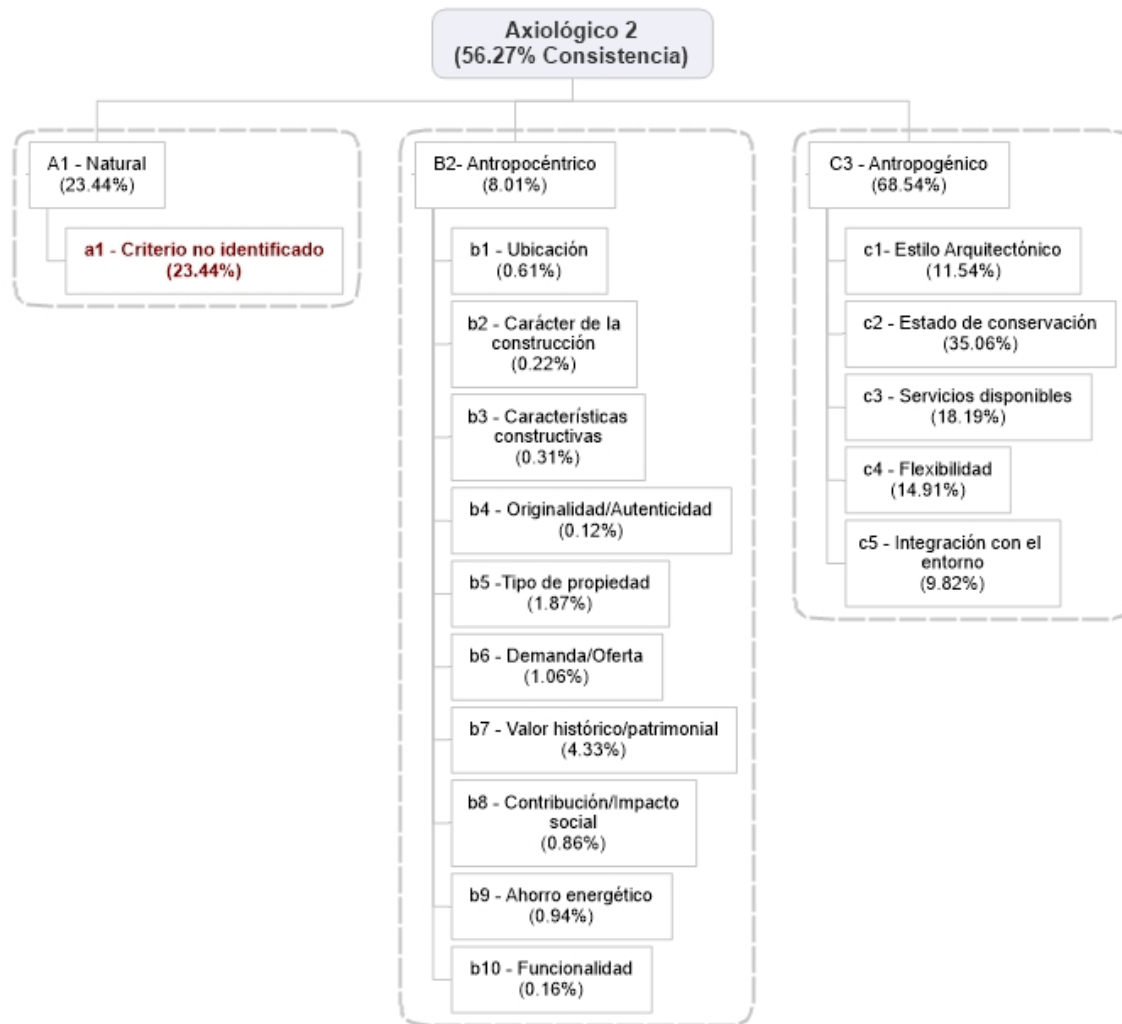 Axiológico 2
(56.27% Consistencia)
A1 - Natural
(23.44%)
a1 - Criterio no identificado
(23.44%)
B2- Antropocéntrico
(8.01%)
b1 - Ubicación
(0.61%)
b2 - Carácter de la
construcción
(0.22%)
b3 - Características
constructivas
(0.31%)
b4 - Originalidad/Autenticidad
(0.12%)
b5 -Tipo de propiedad
(1.87%)
b6 - Demanda/Oferta
(1.06%)
b7 - Valor histórico/patrimonial
(4.33%)
b8 - Contribución/Impacto
social
(0.86%)
b9 - Ahorro energético
(0.94%)
b10 - Funcionalidad
(0.16%)
C3 - Antropogénico
(68.54%)
c1- Estilo Arquitectónico
(11.54%)
c2 - Estado de conservación
(35.06%)
c3 - Servicios disponibles
(18.19%)
c4 - Flexibilidad
(14.91%)
c5 - Integración con el
entorno
(9.82%)